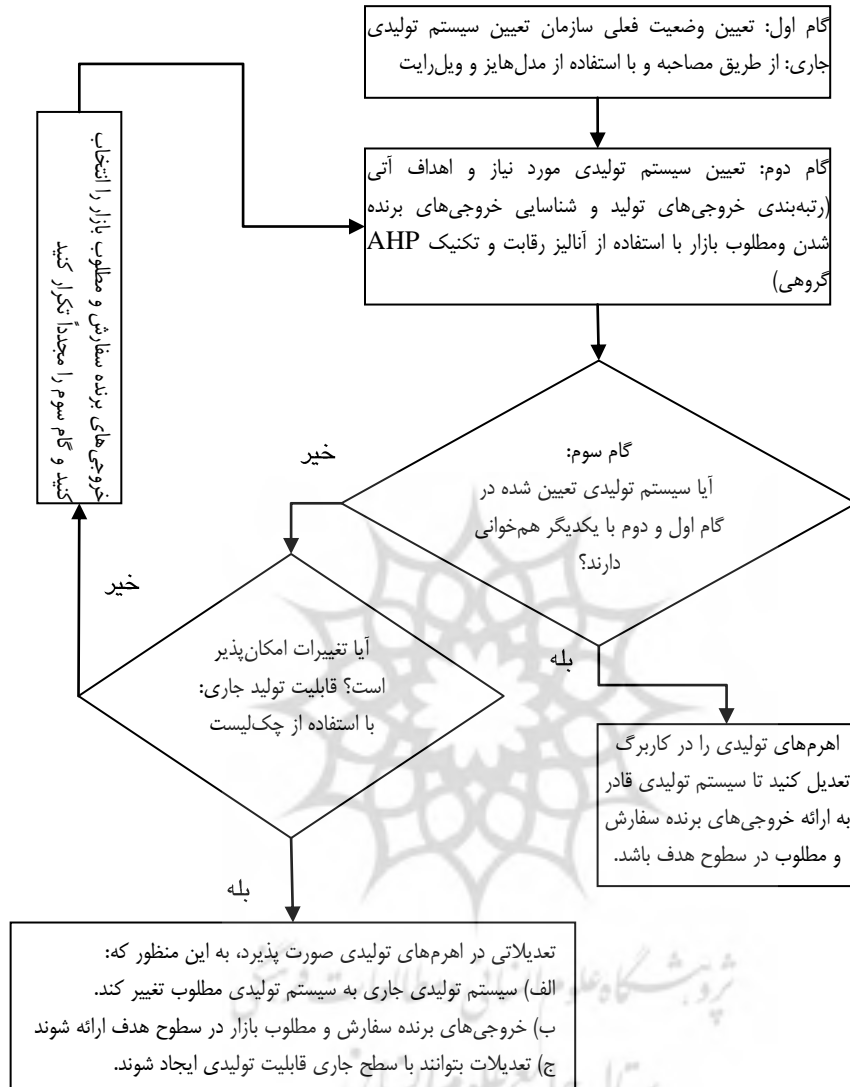 گام اول: تعیین وضعیت فعلی سازمان تعیین سیستم تولیدی
جاری: از طریق مصاحبه و با استفاده از مدل‌هایز و ویل‌رایت
گام دوم: تعیین سیستم تولیدی مورد نیاز و اهداف آتی
(رتبه‌بندی خروجی‌های تولید و شناسایی خروجی‌های برنده
شدن ومطلوب بازار با استفاده از آنالیز رقابت و تکنیک AHP
گروهی)
گام سوم:
آیا سیستم تولیدی تعیین شده در
گام اول و دوم با یکدیگر هم‌خوانی
دارند؟
خیر
بله
آیا تغییرات امکان‌پذیر
است؟ قابلیت تولید جاری:
با استفاده از چک‌لیست
خیر
بله
خروجی‌های برنده سفارش و مطلوب بازار را انتخاب
کنید و گام سوم را مجدداً تکرار کنید
اهرم‌های تولیدی را در کاربرگ
تعدیل کنید تا سیستم تولیدی قادر
به ارائه خروجی‌های برنده سفارش
و مطلوب در سطوح هدف باشد.
تعدیلاتی در اهرم‌های تولیدی صورت پذیرد، به این منظور که:
الف) سیستم تولیدی جاری به سیستم تولیدی مطلوب تغییر کند.
ب) خروجی‌های برنده سفارش و مطلوب بازار در سطوح هدف ارائه شوند
ج) تعدیلات بتوانند با سطح جاری قابلیت تولیدی ایجاد شوند.
پژوهشگاه علوم انسانی و مطالعات فرهنگی